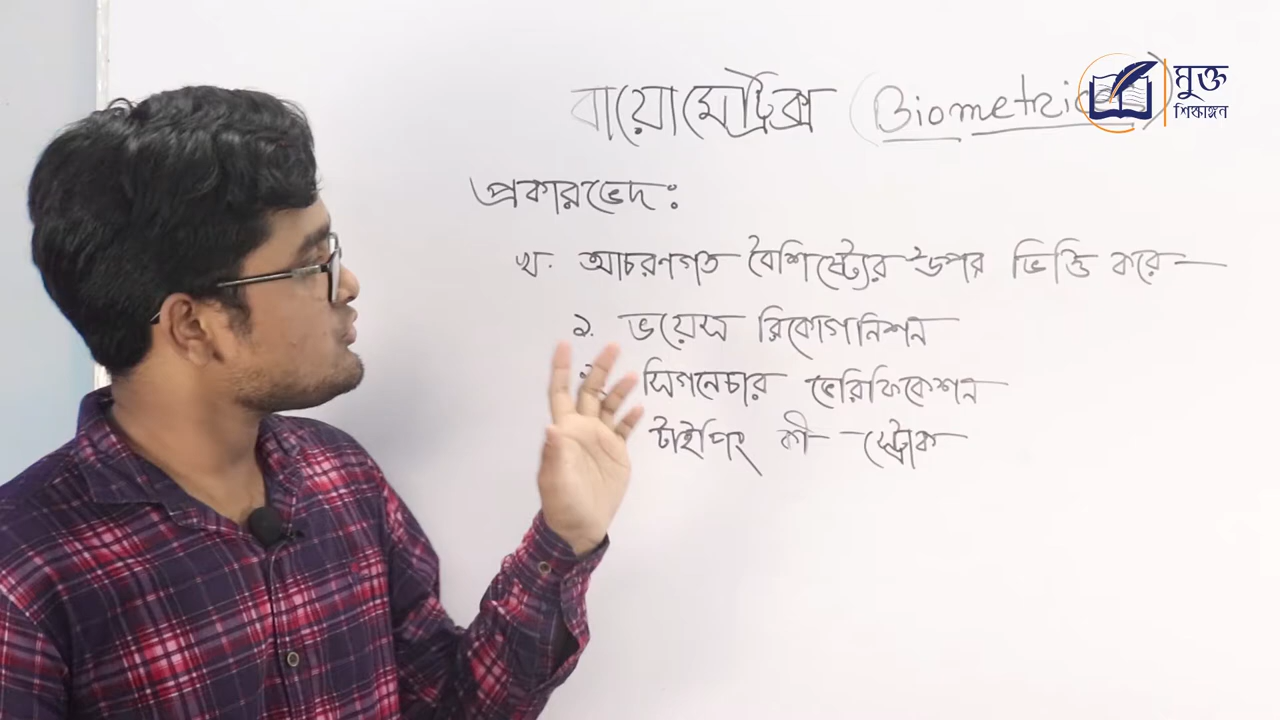 বায়োমেট্রিক্স (Biometrics)
মুক্ত
শিক্ষাঙ্গন
প্রকারভেদ:
খ. আচরণগত বৈশিষ্ট্যের উপর ভিত্তি করে
১. ভয়েস রিকোগনিশন
সিগনেচার ভেরিফিকেশন
টাইপিং কী স্ট্রোক